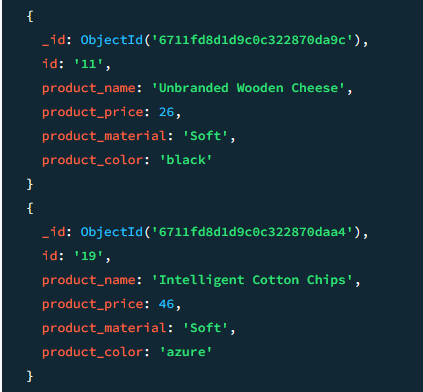 {
_id: ObjectId('6711fd8d1d9c0c322870da9c'),
id: '11',
product_name: 'Unbranded Wooden Cheese',
product_price: 26,
product_material: 'Soft',
product_color: 'black'
}
{
_id: ObjectId('6711fd8d1d9c0c322870daa4'),
id: '19',
product_name: 'Intelligent Cotton Chips',
product_price: 46,
product_material: 'Soft',
product_color: 'azure'
}